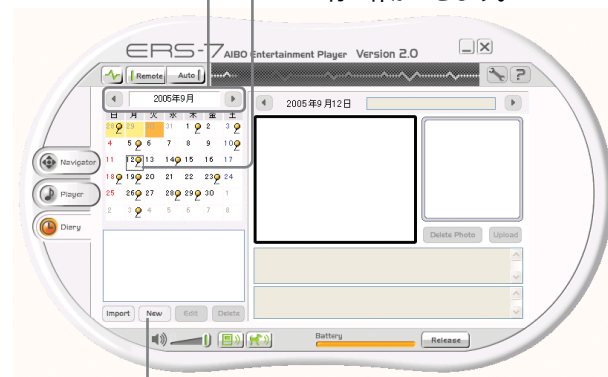 ERS-7 AIBO Entertainment Player Version 2.0
Remote Auto
2005年9月
2005年9月12日
日 月 火 水 木 金 土
28 29 30 31 1 2 3
4 5 6 7 8 9 10
11 12 13 14 15 16 17
18 19 20 21 22 23 24
25 26 27 28 29 30 1
2 3 4 5 6 7 8
Navigator
Player
Diary
Delete Photo Upload
Import New Edit Delete
Battery
Release